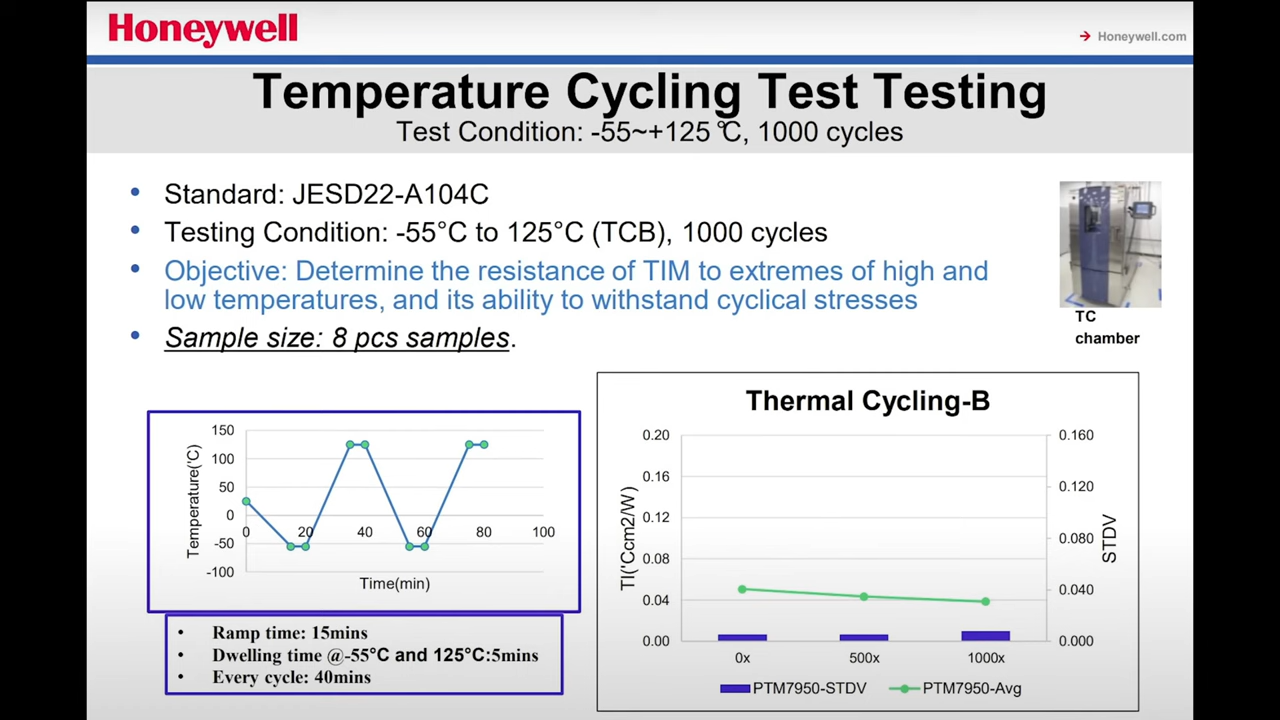 Honeywell
Honeywell.com
Temperature Cycling Test Testing
Test Condition: -55~+125℃, 1000 cycles
• Standard: JESD22-A104C
• Testing Condition: -55°C to 125°C (TCB), 1000 cycles
• Objective: Determine the resistance of TIM to extremes of high and
low temperatures, and its ability to withstand cyclical stresses
• Sample size: 8 pcs samples.
TC
chamber
150
100
50
0
-50
-100
Temperature('C)
0 20 40 60 80 100
Time(min)
• Ramp time: 15mins
• Dwelling time @-55°C and 125°C:5mins
• Every cycle: 40mins
Thermal Cycling-B
0.20
0.16
0.12
0.08
0.04
0.00
TI('Ccm2/W)
0.160
0.120
0.080
0.040
0.000
STDV
0x 500x 1000x
PTM7950-STDV PTM7950-Avg